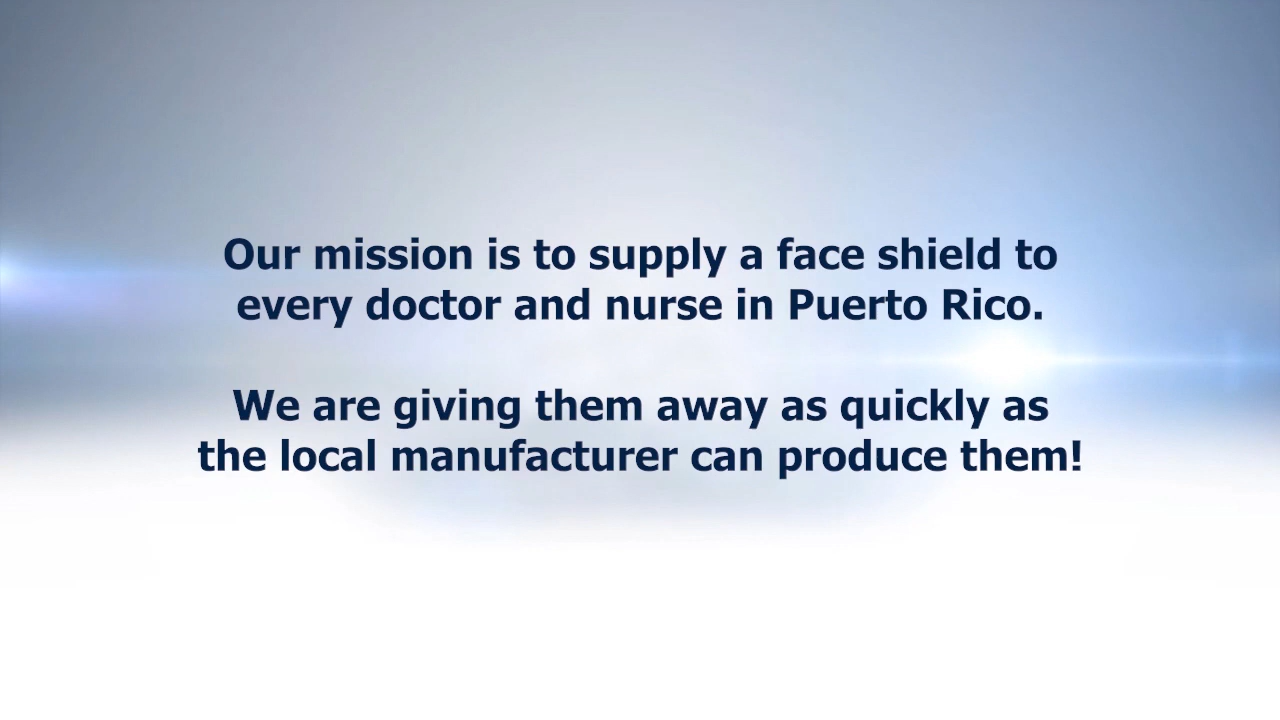 Our mission is to supply a face shield to
every doctor and nurse in Puerto Rico.
We are giving them away as quickly as
the local manufacturer can produce them!